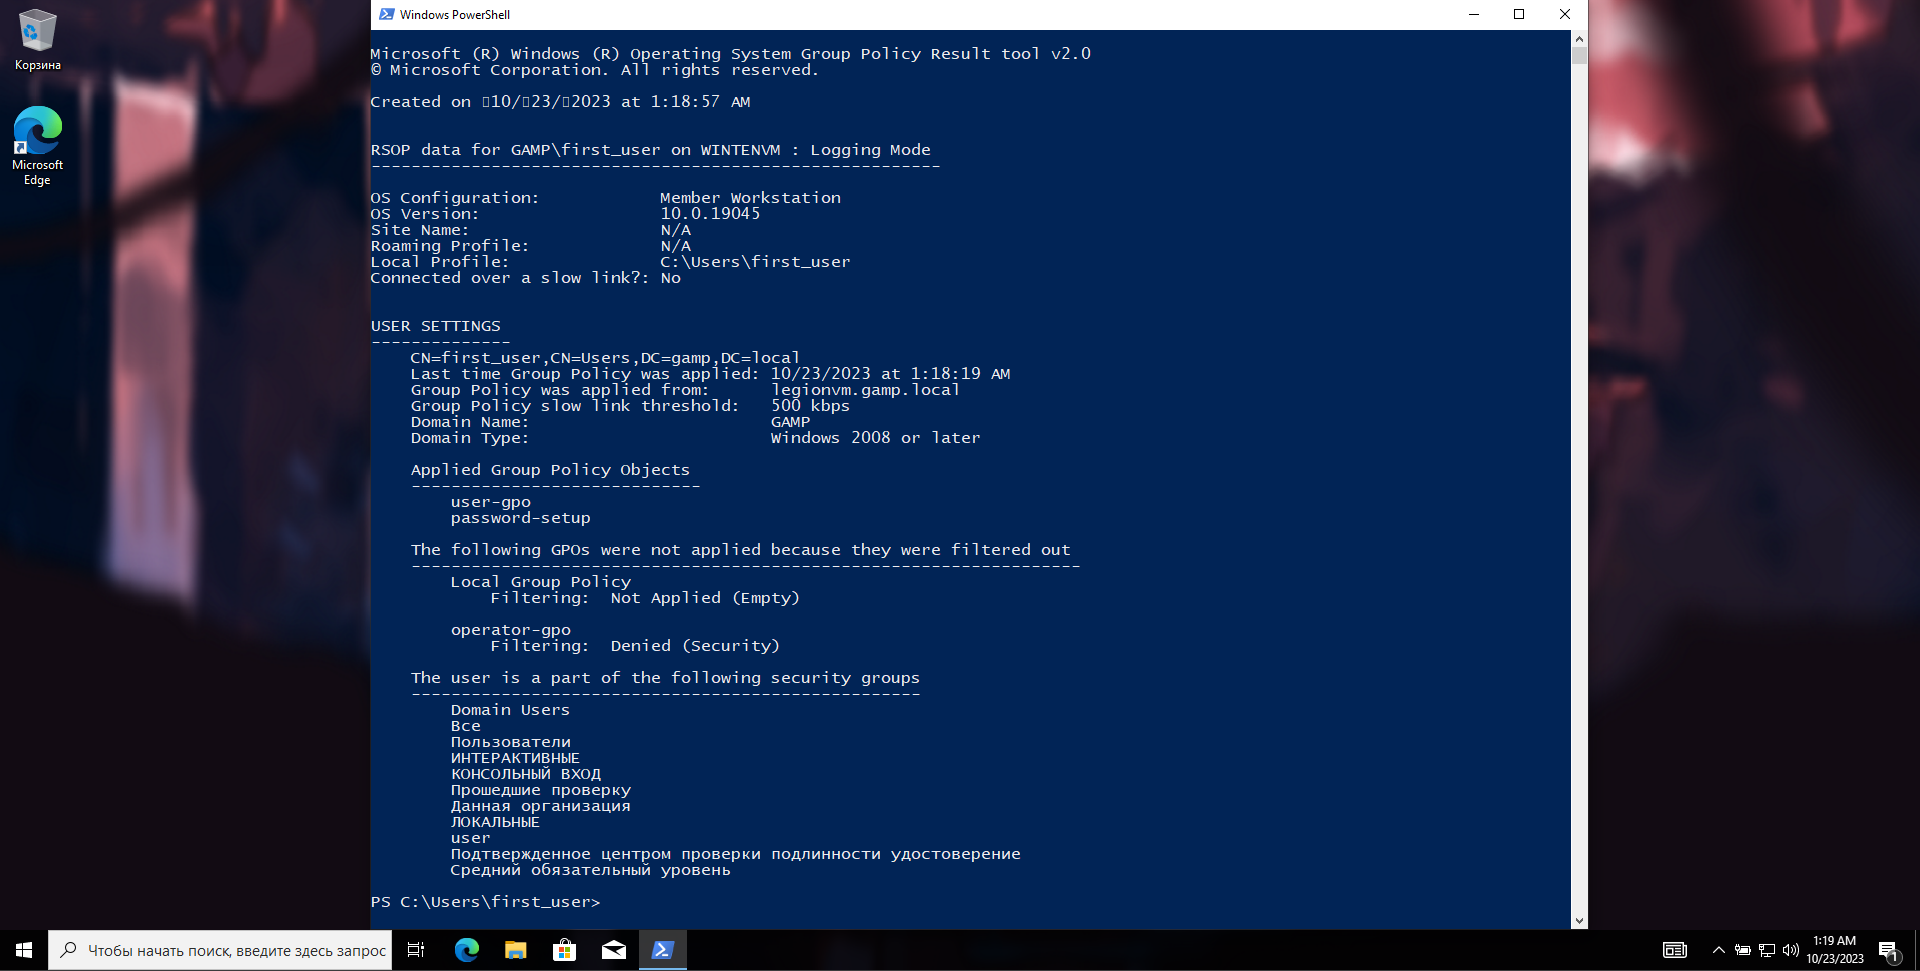 Корзина
Microsoft
Edge
Windows PowerShell
Microsoft (R) Windows (R) Operating System Group Policy Result tool v2.0
© Microsoft Corporation. All rights reserved.
Created on ▯10/▯23/▯2023 at 1:18:57 AM
RSOP data for GAMP\first_user on WINTENVM : Logging Mode
---------------------------------------------------------
OS Configuration:            Member Workstation
OS Version:                  10.0.19045
Site Name:                   N/A
Roaming Profile:             N/A
Local Profile:               C:\Users\first_user
Connected over a slow link?: No
USER SETTINGS
--------------
CN=first_user,CN=Users,DC=gamp,DC=local
Last time Group Policy was applied: 10/23/2023 at 1:18:19 AM
Group Policy was applied from:      legionvm.gamp.local
Group Policy slow link threshold:   500 kbps
Domain Name:                        GAMP
Domain Type:                        Windows 2008 or later
Applied Group Policy Objects
-----------------------------
user-gpo
password-setup
The following GPOs were not applied because they were filtered out
-------------------------------------------------------------------
Local Group Policy
Filtering:  Not Applied (Empty)
operator-gpo
Filtering:  Denied (Security)
The user is a part of the following security groups
---------------------------------------------------
Domain Users
Все
Пользователи
ИНТЕРАКТИВНЫЕ
КОНСОЛЬНЫЙ ВХОД
Прошедшие проверку
Данная организация
ЛОКАЛЬНЫЕ
user
Подтвержденное центром проверки подлинности удостоверение
Средний обязательный уровень
PS C:\Users\first_user>
Чтобы начать поиск, введите здесь запрос
1:19 AM
10/23/2023
1